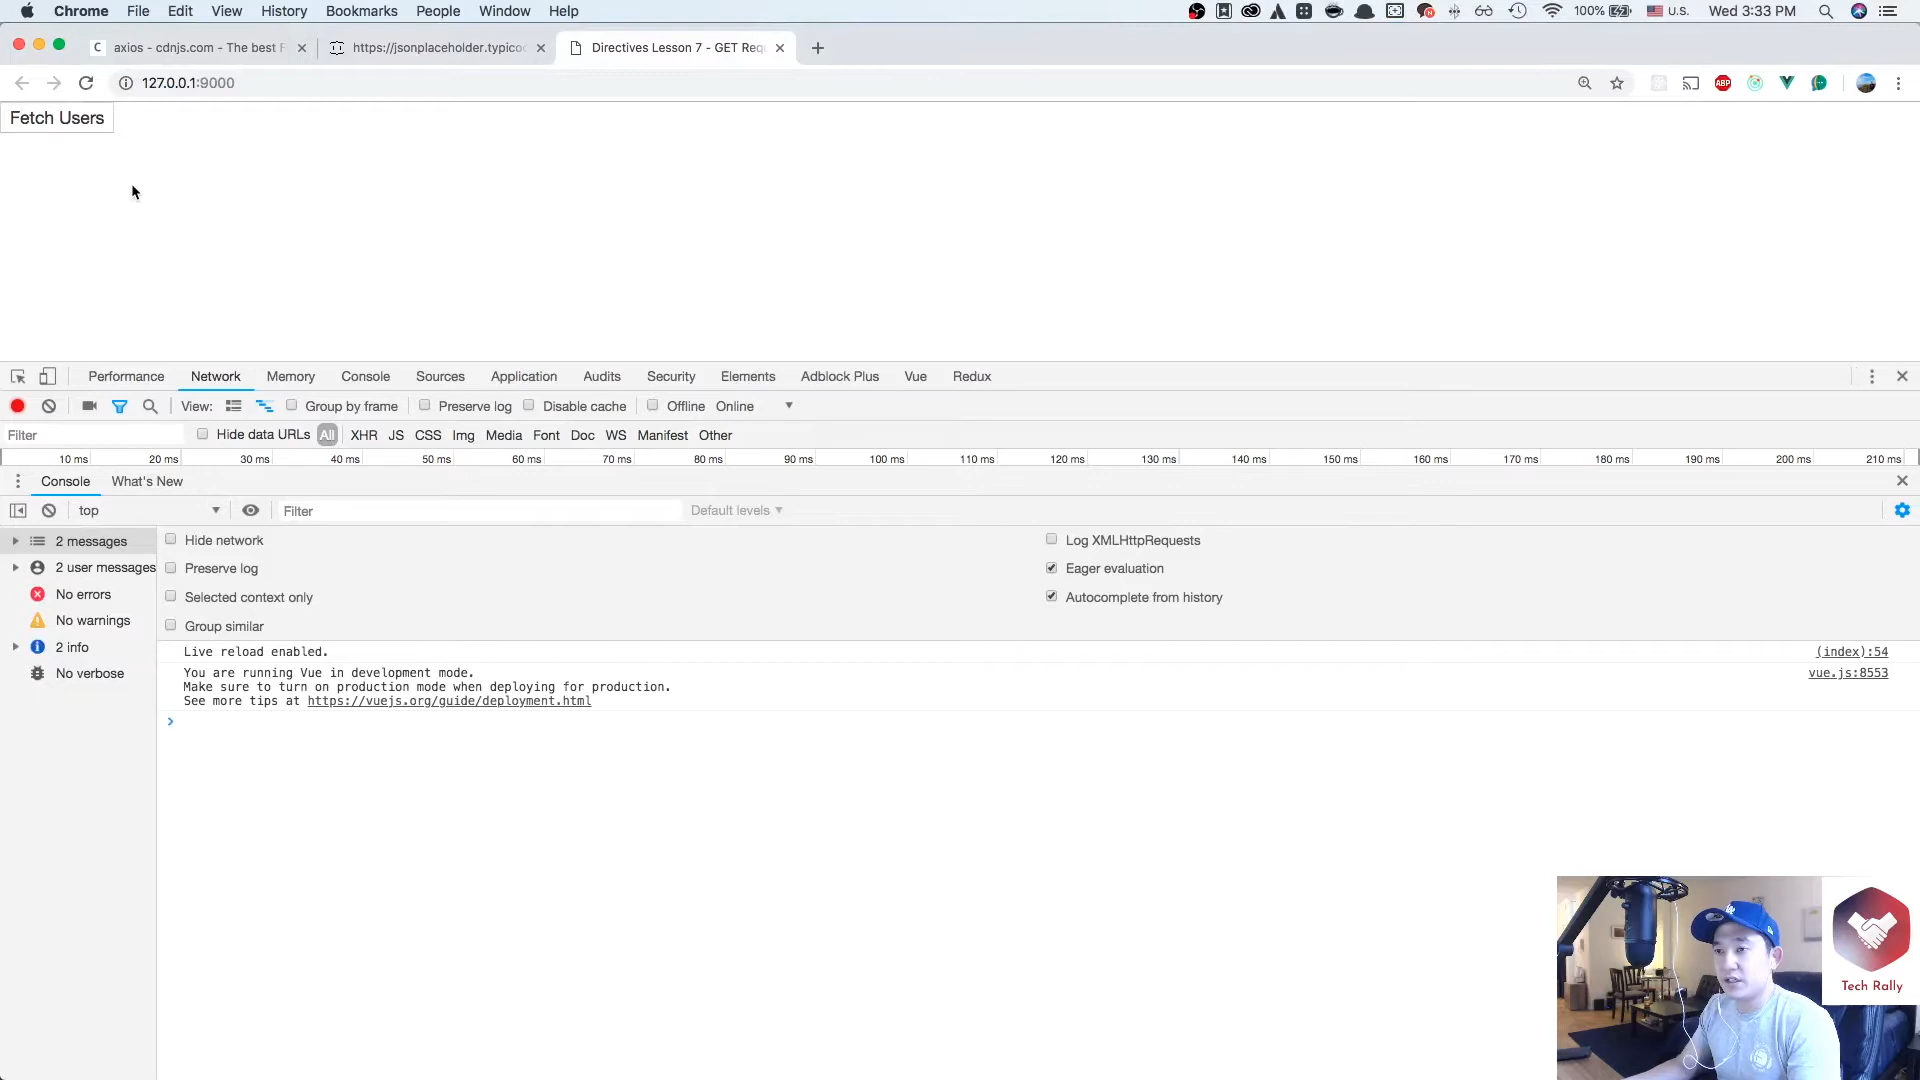 Chrome File Edit View History Bookmarks People Window Help 100% U.S. Wed 3:33 PM
axios - cdnjs.com - The best F https://jsonplaceholder.typico Directives Lesson 7 - GET Req
127.0.0.1:9000 ABP
Fetch Users
Performance Network Memory Console Sources Application Audits Security Elements Adblock Plus Vue Redux
View: Group by frame Preserve log Disable cache Offline Online
Filter Hide data URLs All XHR JS CSS Img Media Font Doc WS Manifest Other
10 ms 20 ms 30 ms 40 ms 50 ms 60 ms 70 ms 80 ms 90 ms 100 ms 110 ms 120 ms 130 ms 140 ms 150 ms 160 ms 170 ms 180 ms 190 ms 200 ms 210 ms
Console What's New
top Filter Default levels
2 messages Hide network Log XMLHttpRequests
2 user messages Preserve log Eager evaluation
No errors Selected context only Autocomplete from history
No warnings Group similar
2 info Live reload enabled. (index):54
No verbose You are running Vue in development mode. vue.js:8553
Make sure to turn on production mode when deploying for production.
See more tips at https://vuejs.org/guide/deployment.html
Tech Rally